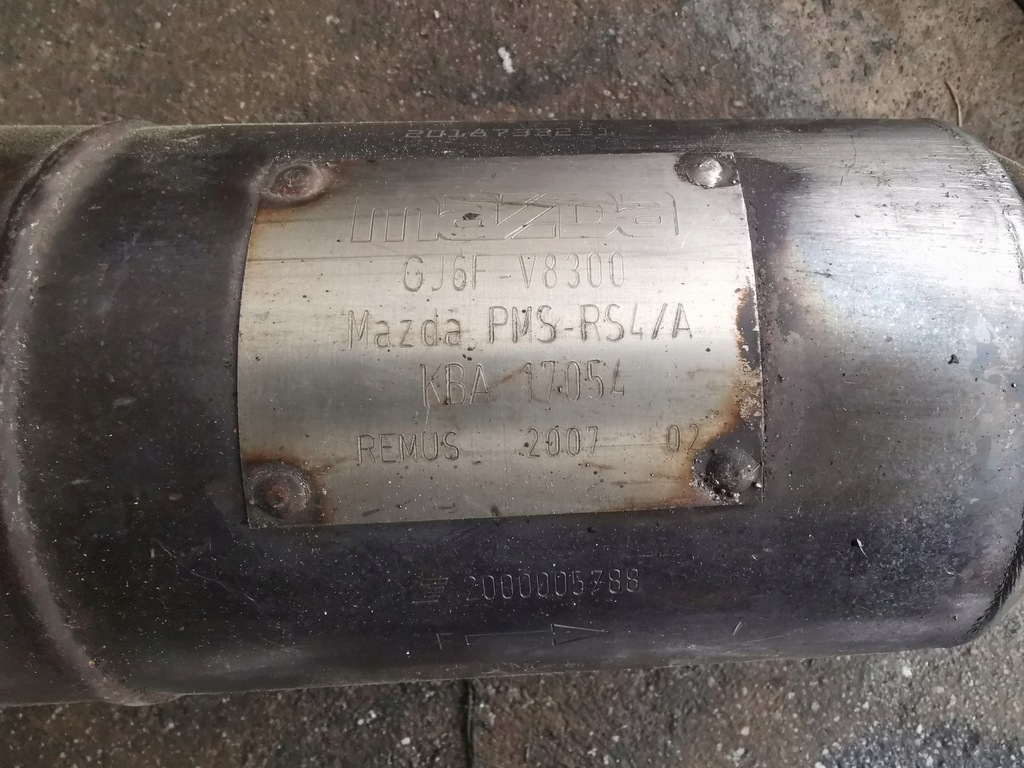 mazda
GJ6F-V8300
Mazda PMS-RS4/A
KBA 17054
REMUS 2007 02
2000005788